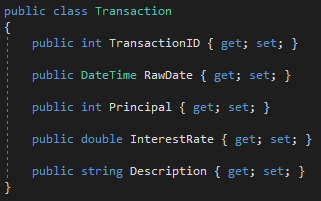 public class Transaction
{
public int TransactionID { get; set; }
public DateTime RawDate { get; set; }
public int Principal { get; set; }
public double InterestRate { get; set; }
public string Description { get; set; }
}